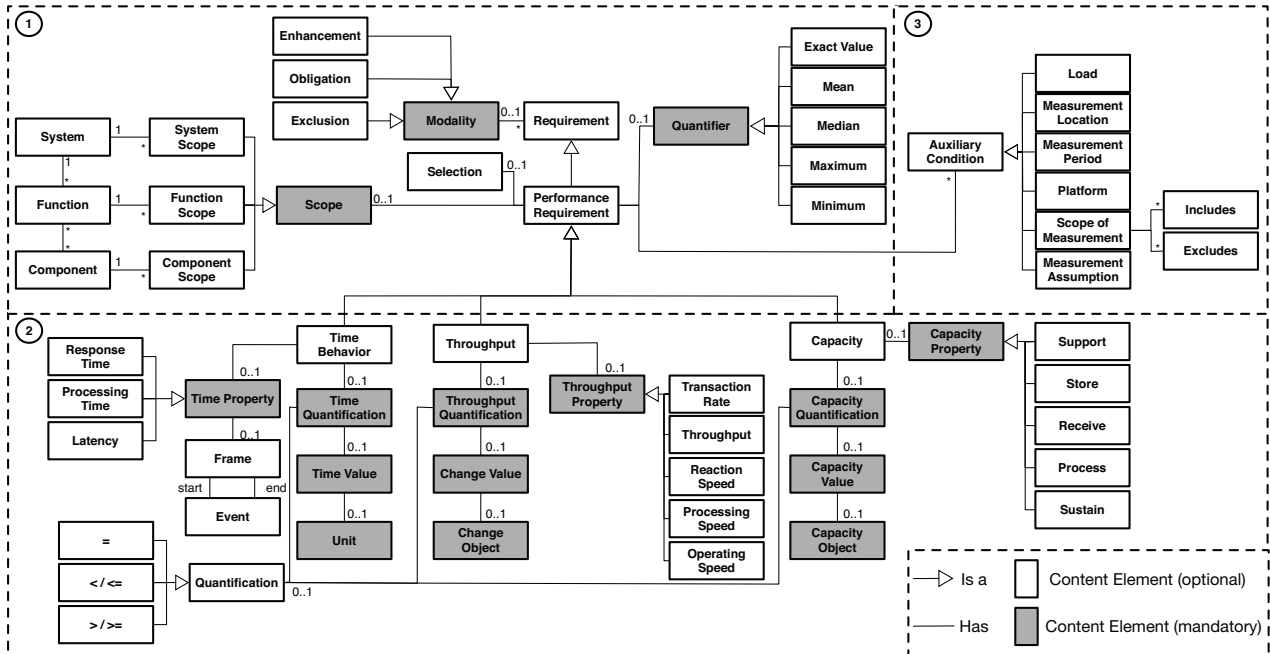 1
Enhancement
Obligation
Exclusion
Modality
0..1
*
Requirement
Selection
0..1
System
1
*
System
Scope
1
*
Function
1
*
Function
Scope
*
*
Component
1
*
Component
Scope
Scope
0..1
Performance
Requirement
0..1
Quantifier
Exact Value
Mean
Median
Maximum
Minimum
3
Auxiliary
Condition
*
Load
Measurement
Location
Measurement
Period
Platform
Scope of
Measurement
Measurement
Assumption
*
Includes
*
Excludes
2
Response
Time
Processing
Time
Latency
0..1
Time Property
0..1
Frame
start
end
Event
Time
Behavior
0..1
Time
Quantification
0..1
Time Value
0..1
Unit
Throughput
0..1
Throughput
Quantification
0..1
Change Value
0..1
Change
Object
0..1
Throughput
Property
Transaction
Rate
Throughput
Reaction
Speed
Processing
Speed
Operating
Speed
Capacity
0..1
Capacity
Quantification
0..1
Capacity
Value
0..1
Capacity
Object
0..1
Capacity
Property
Support
Store
Receive
Process
Sustain
=
< / <=
> / >=
Quantification
0..1
Is a
Content Element (optional)
Has
Content Element (mandatory)